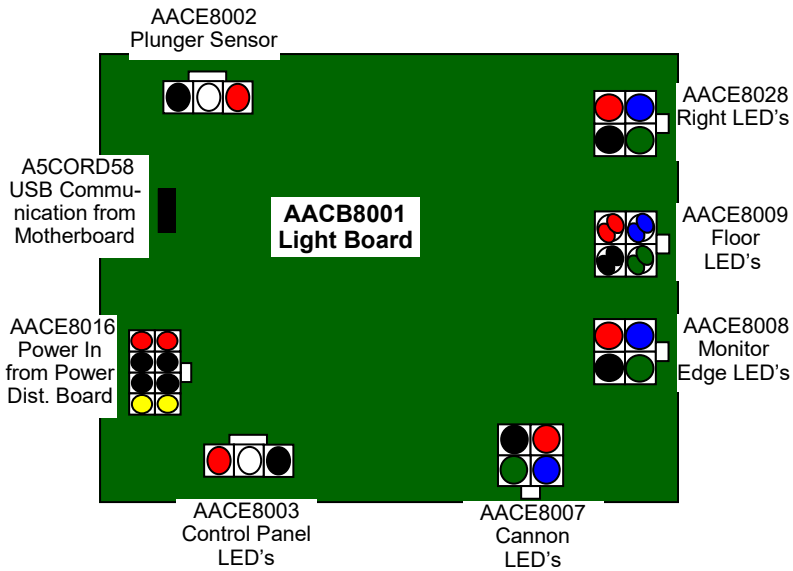 AACE8002
Plunger Sensor
AACE8028
Right LED's
A5CORD58
USB Commu-
nication from
Motherboard
AACB8001
Light Board
AACE8009
Floor
LED's
AACE8016
Power In
from Power
Dist. Board
AACE8008
Monitor
Edge LED's
AACE8003
Control Panel
LED's
AACE8007
Cannon
LED's